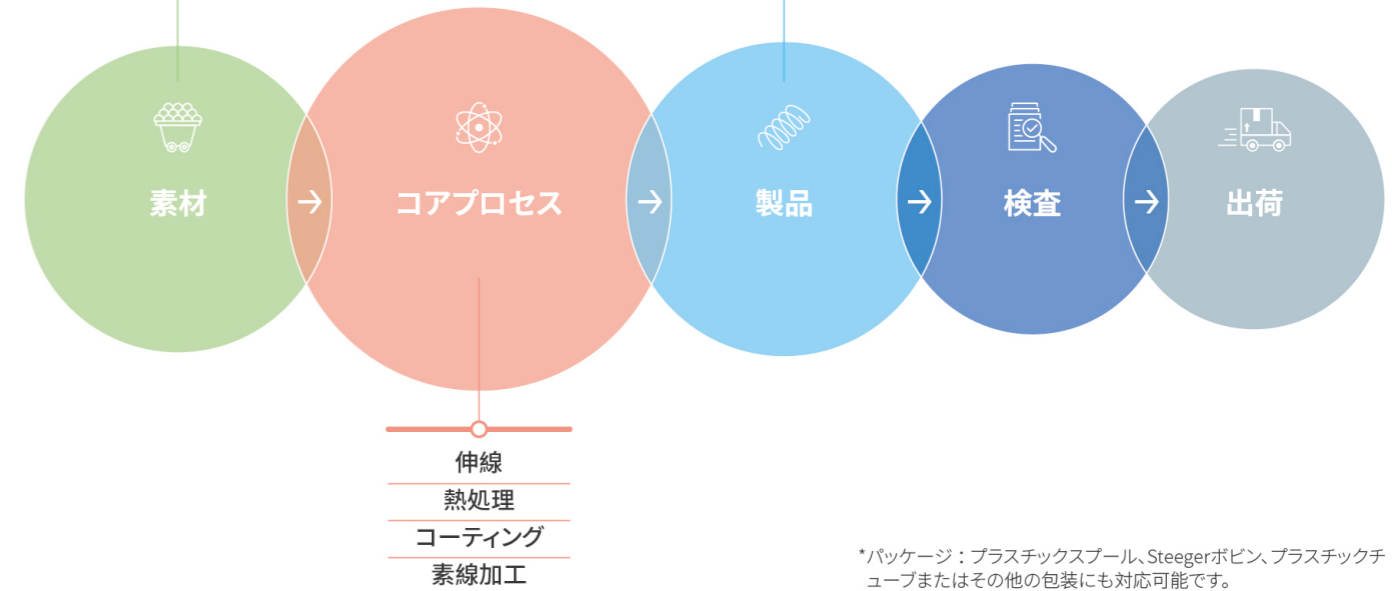 素材
コアプロセス
製品
検査
出荷
伸線
熱処理
コーティング
素線加工
*パッケージ：プラスチックスプール、Steegerボビン、プラスチックチ
ューブまたはその他の包装にも対応可能です。